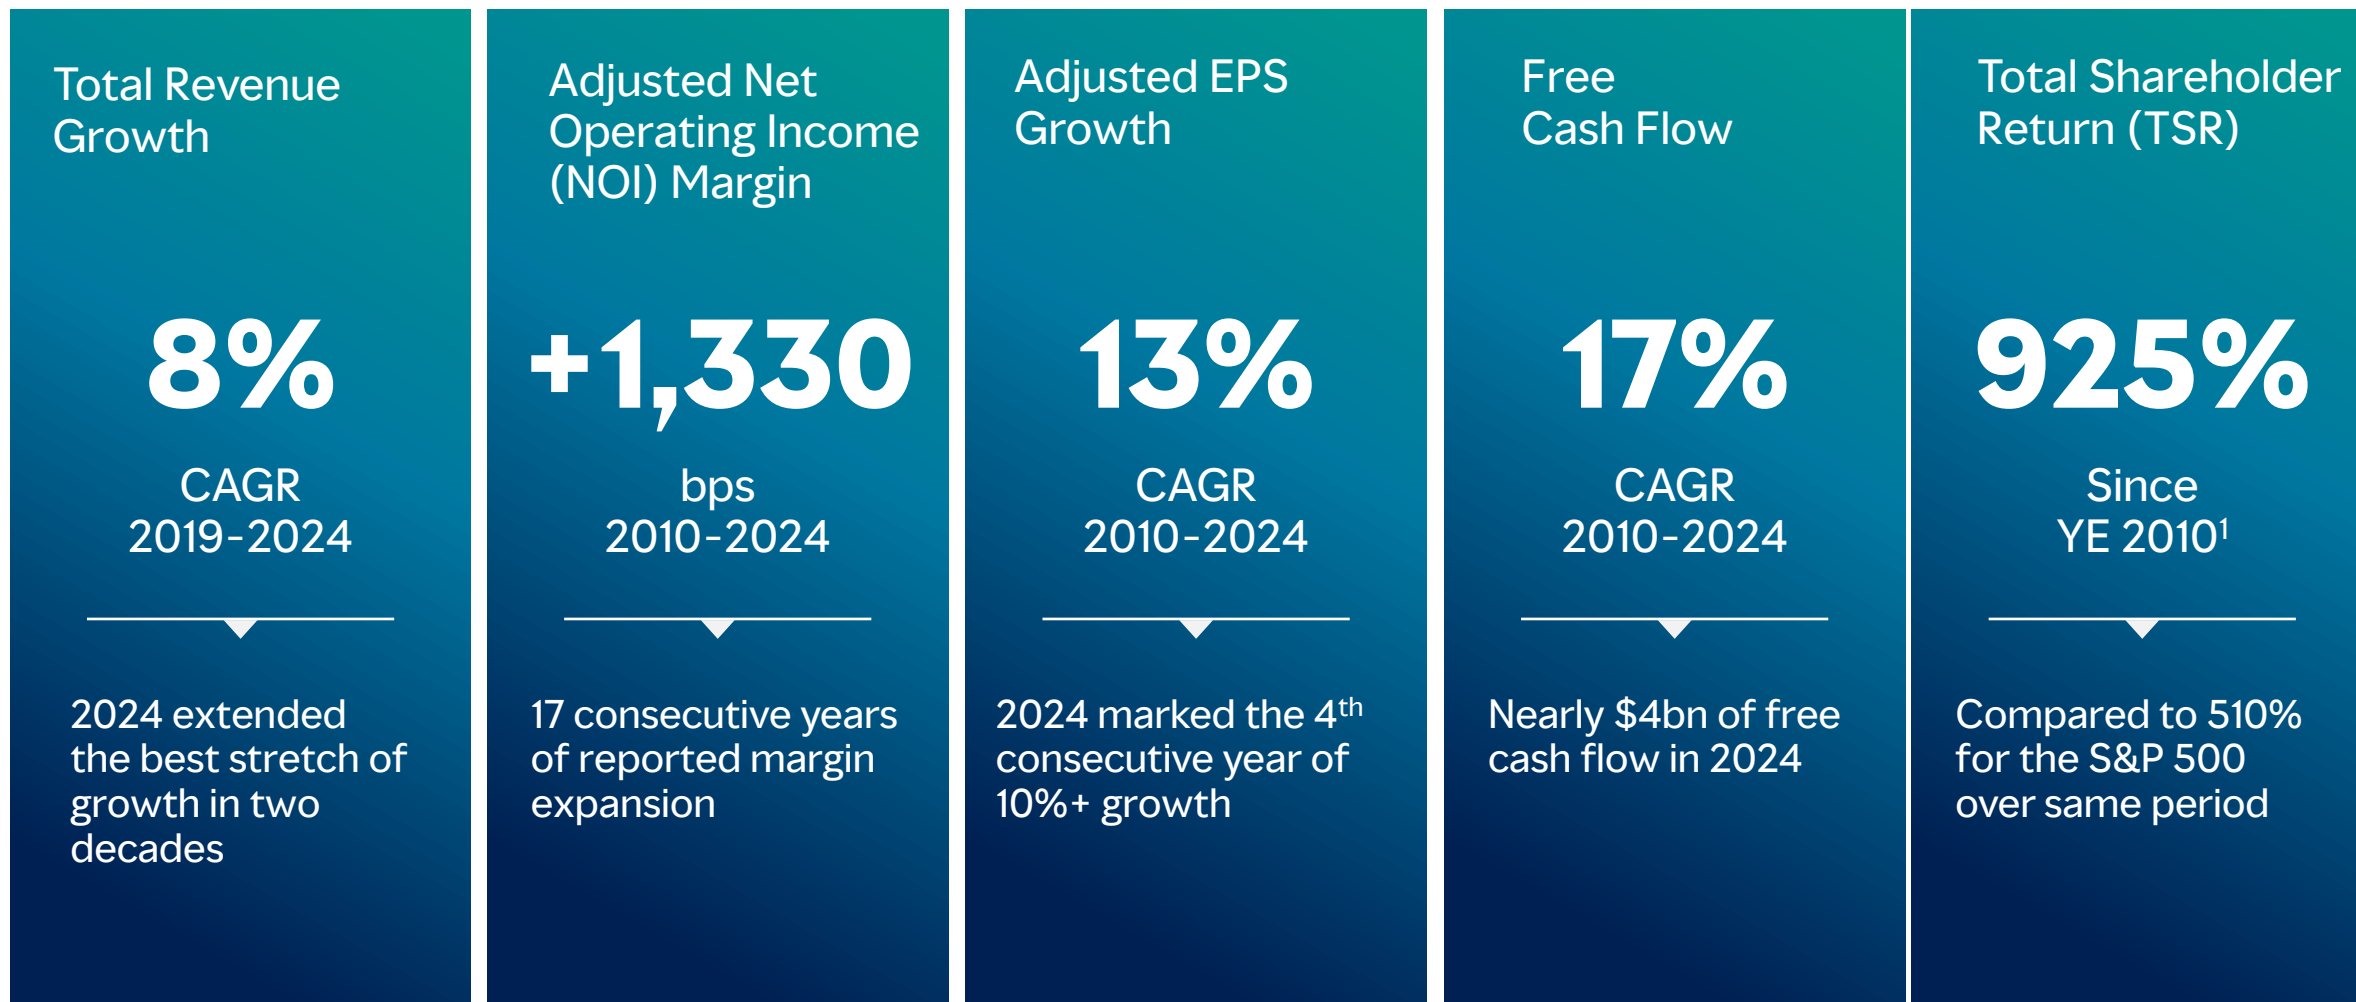 Total Revenue
Growth
8%
CAGR
2019-2024
2024 extended
the best stretch of
growth in two
decades
Adjusted Net
Operating Income
(NOI) Margin
+1,330
bps
2010-2024
17 consecutive years
of reported margin
expansion
Adjusted EPS
Growth
13%
CAGR
2010-2024
2024 marked the 4th
consecutive year of
10%+ growth
Free
Cash Flow
17%
CAGR
2010-2024
Nearly $4bn of free
cash flow in 2024
Total Shareholder
Return (TSR)
925%
Since
YE 2010¹
Compared to 510%
for the S&P 500
over same period